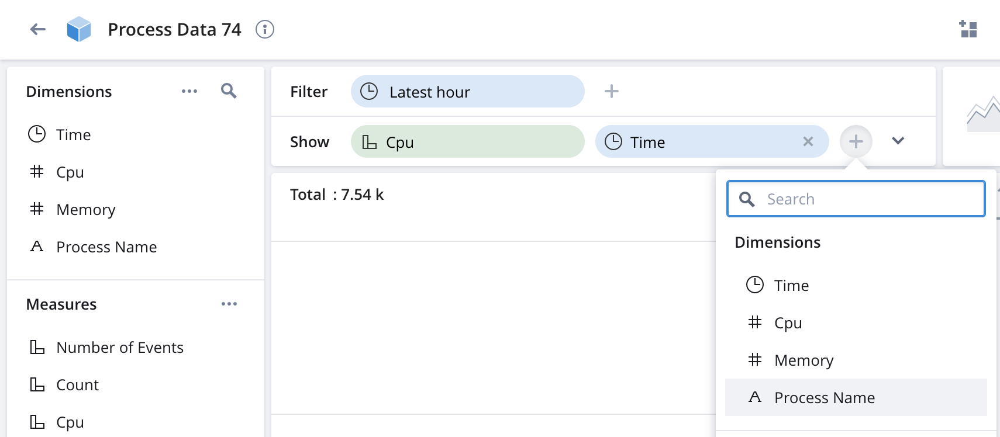 Process Data 74
Dimensions
Time
Cpu
Memory
Process Name
Measures
Number of Events
Count
Cpu
Filter
Latest hour
Show
Cpu
Time
Total : 7.54 k
Search
Dimensions
Time
Cpu
Memory
Process Name